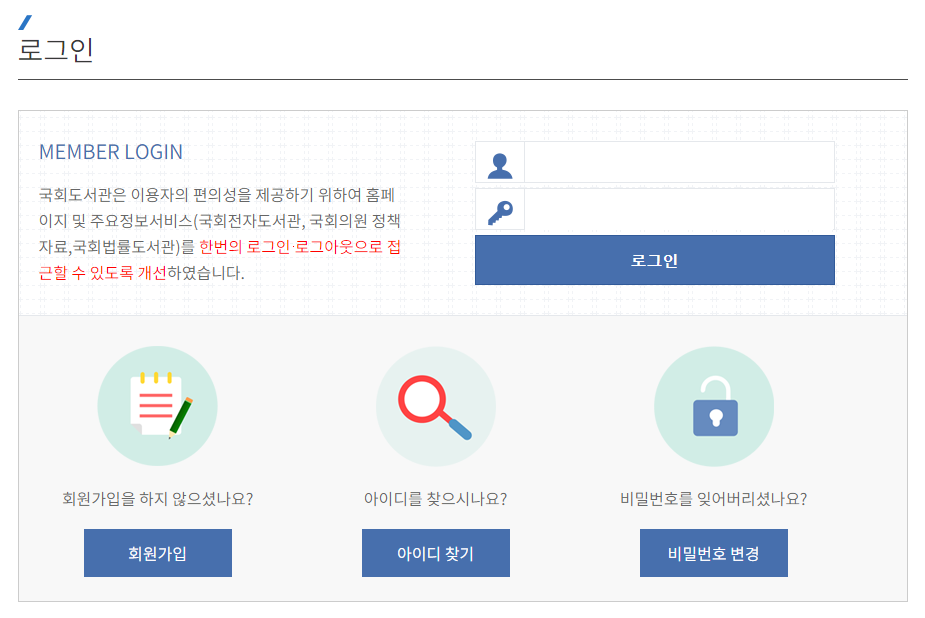 로그인
MEMBER LOGIN
국회도서관은 이용자의 편의성을 제공하기 위하여 홈페
이지 및 주요정보서비스(국회전자도서관, 국회의원 정책
자료,국회법률도서관)를 한번의 로그인·로그아웃으로 접
근할 수 있도록 개선하였습니다.
로그인
회원가입을 하지 않으셨나요?
아이디를 찾으시나요?
비밀번호를 잊어버리셨나요?
회원가입
아이디 찾기
비밀번호 변경